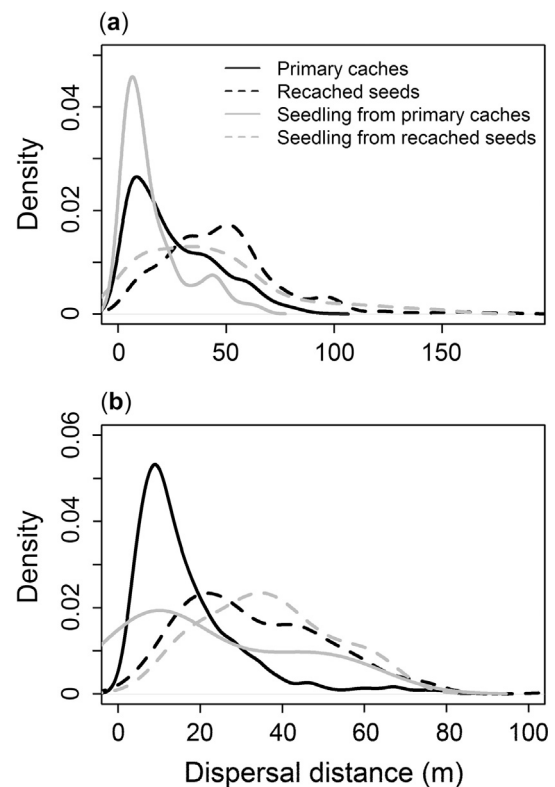 (a)
Density
0.04
0.02
0
Primary caches
Recached seeds
Seedling from primary caches
Seedling from recached seeds
0 50 100 150
(b)
Density
0.06
0.04
0.02
0
0 20 40 60 80 100
Dispersal distance (m)